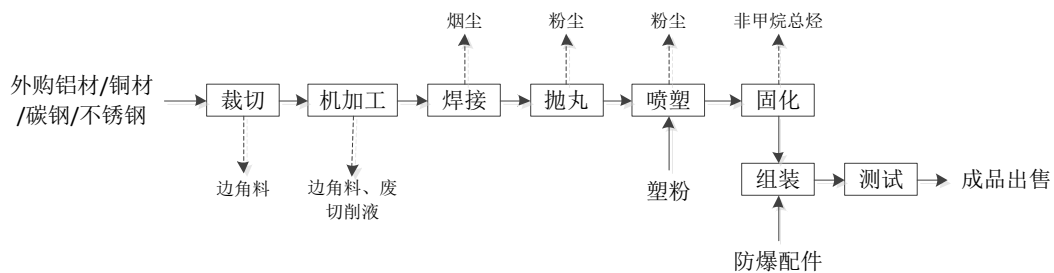 烟尘
粉尘
粉尘
非甲烷总烃
外购铝材/铜材
/碳钢/不锈钢
裁切
机加工
焊接
抛丸
喷塑
固化
边角料
边角料、废
切削液
塑粉
组装
测试
成品出售
防爆配件